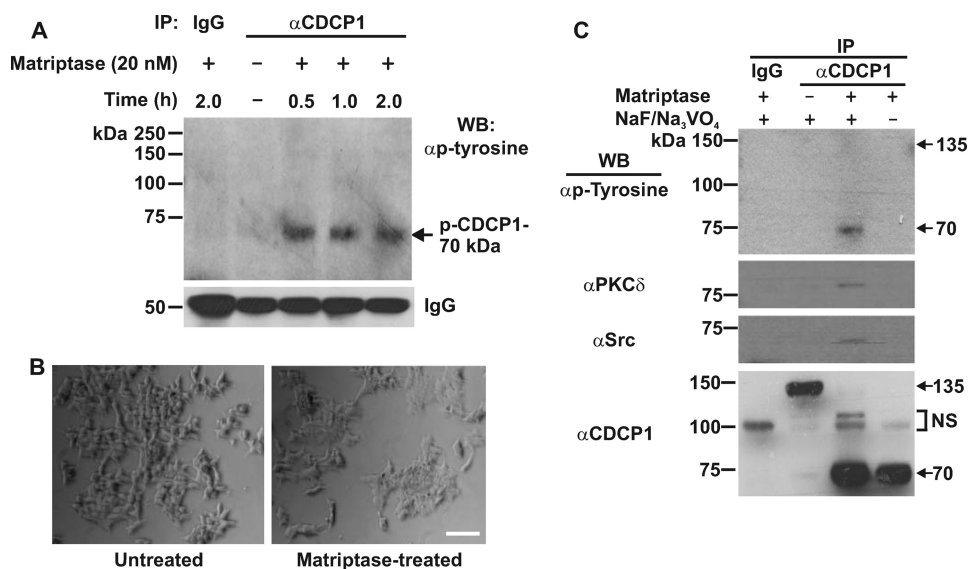 A
IP: IgG αCDCP1
Matriptase (20 nM) + – + + +
Time (h) 2.0 – 0.5 1.0 2.0
kDa
250
150
100
75
WB:
αp-tyrosine
p-CDCP1-
70 kDa
50
IgG
B
Untreated
Matriptase-treated
C
IP
IgG αCDCP1
Matriptase + – + +
NaF/Na₃VO₄ + + + –
kDa 150
135
WB
αp-Tyrosine
100
75
70
αPKCδ
75
αSrc
75
αCDCP1
150
135
100
NS
75
70